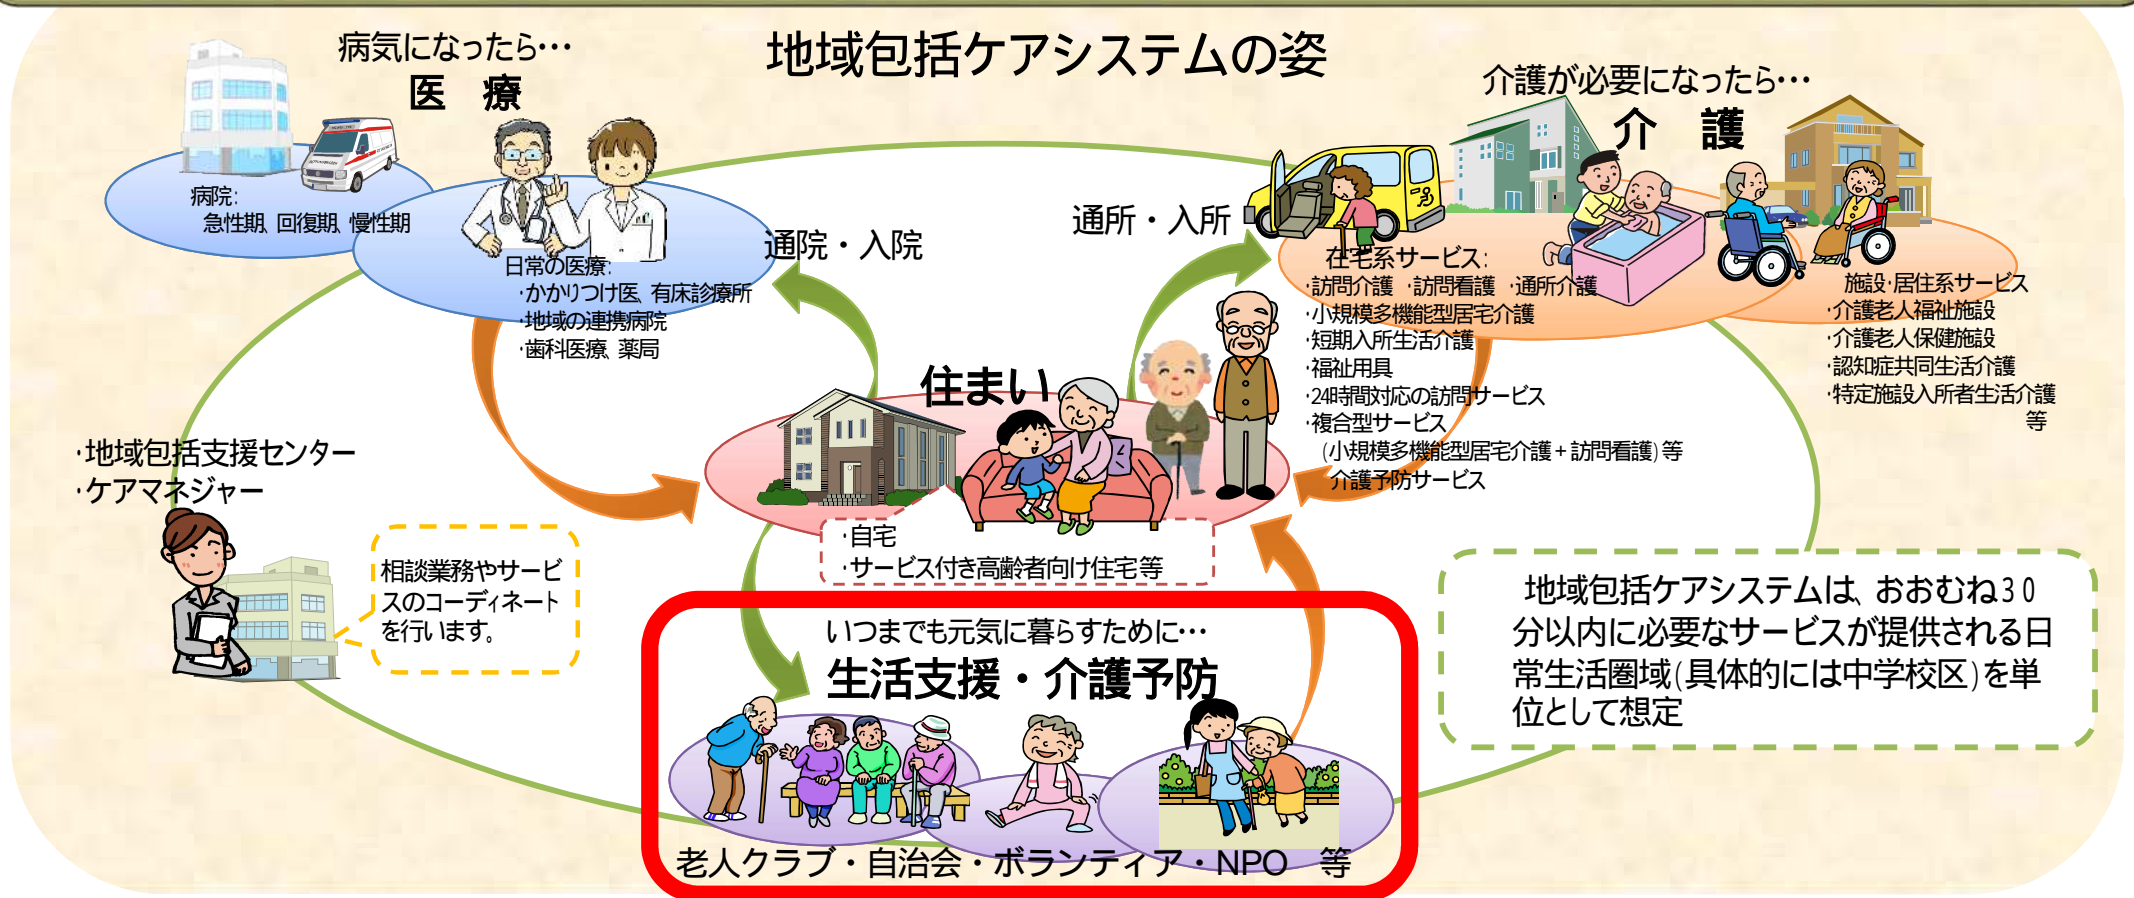 地域包括ケアシステムの姿
病気になったら･･･
医　療
病院:
急性期、回復期、慢性期
日常の医療:
・かかりつけ医、有床診療所
・地域の連携病院
・歯科医療、薬局
通院・入院
通所・入所
介護が必要になったら･･･
介　護
在宅系サービス:
・訪問介護 ・訪問看護 ・通所介護
・小規模多機能型居宅介護
・短期入所生活介護
・福祉用具
・24時間対応の訪問サービス
・複合型サービス
(小規模多機能型居宅介護+訪問看護)等
介護予防サービス
施設・居住系サービス
・介護老人福祉施設
・介護老人保健施設
・認知症共同生活介護
・特定施設入所者生活介護
等
住まい
・自宅
・サービス付き高齢者向け住宅等
・地域包括支援センター
・ケアマネジャー
相談業務やサービ
スのコーディネート
を行います。
いつまでも元気に暮らすために･･･
生活支援・介護予防
老人クラブ・自治会・ボランティア・NPO　等
地域包括ケアシステムは、おおむね30
分以内に必要なサービスが提供される日
常生活圏域(具体的には中学校区)を単
位として想定